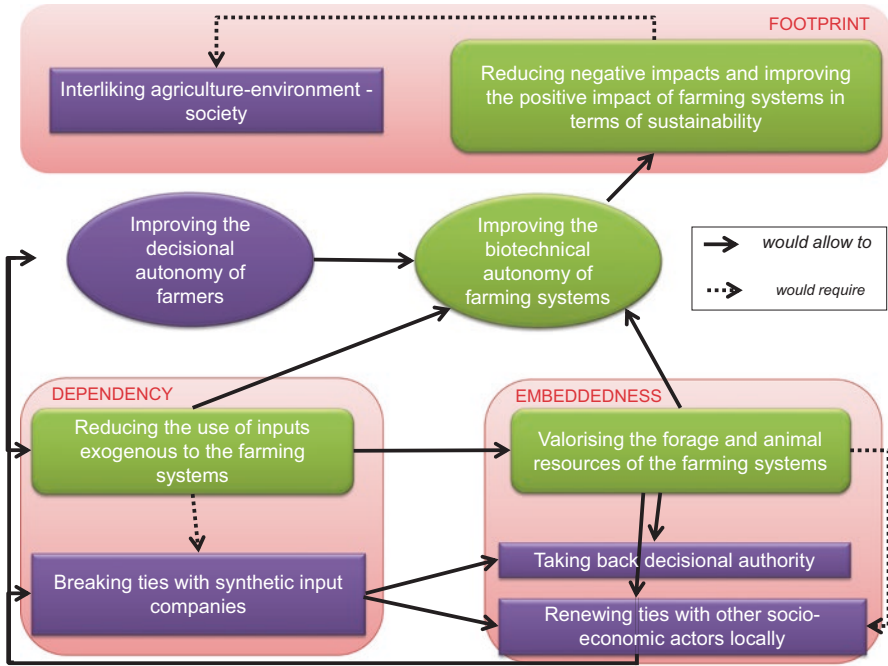 FOOTPRINT
Interliking agriculture-environment -
society
Reducing negative impacts and improving
the positive impact of farming systems in
terms of sustainability
Improving the
decisional
autonomy of
farmers
Improving the
biotechnical
autonomy of
farming systems
would allow to
would require
DEPENDENCY
Reducing the use of inputs
exogenous to the farming
systems
Breaking ties with synthetic input
companies
EMBEDDEDNESS
Valorising the forage and animal
resources of the farming systems
Taking back decisional authority
Renewing ties with other socio-
economic actors locally